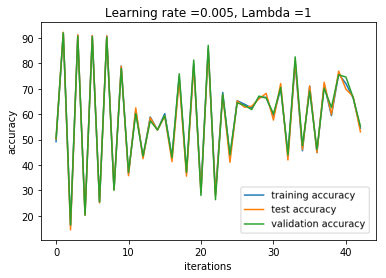 Learning rate =0.005, Lambda =1
accuracy
90
80
70
60
50
40
30
20
training accuracy
test accuracy
validation accuracy
0 10 20 30 40
iterations